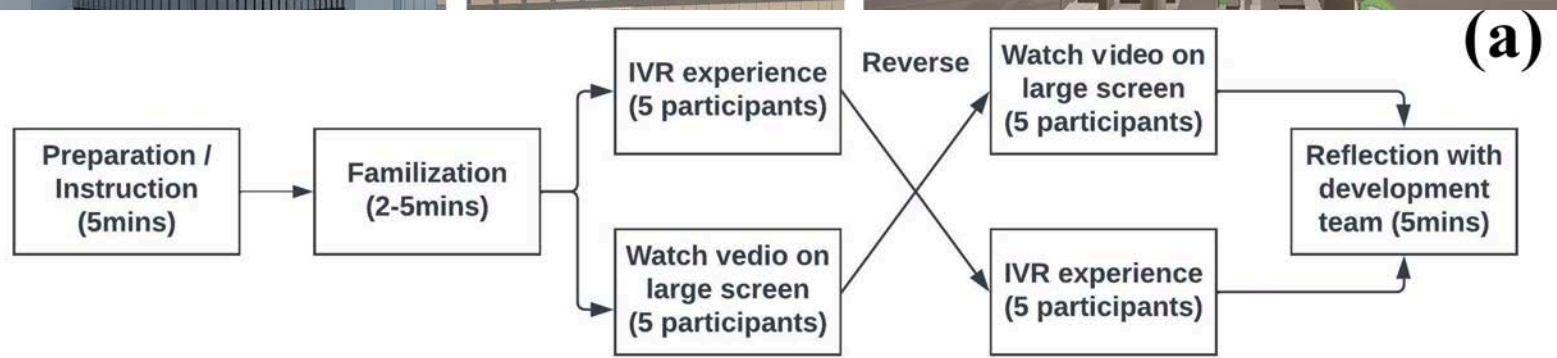 (a)
Preparation /
Instruction
(5mins)
Familization
(2-5mins)
IVR experience
(5 participants)
Watch vedio on
large screen
(5 participants)
Reverse
Watch video on
large screen
(5 participants)
IVR experience
(5 participants)
Reflection with
development
team (5mins)